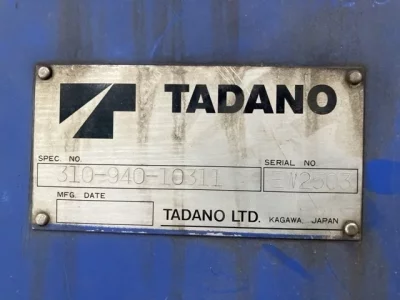 TADANO
SPEC. NO. SERIAL NO.
310-940-10311
MFG. DATE
TADANO LTD. KAGAWA, JAPAN